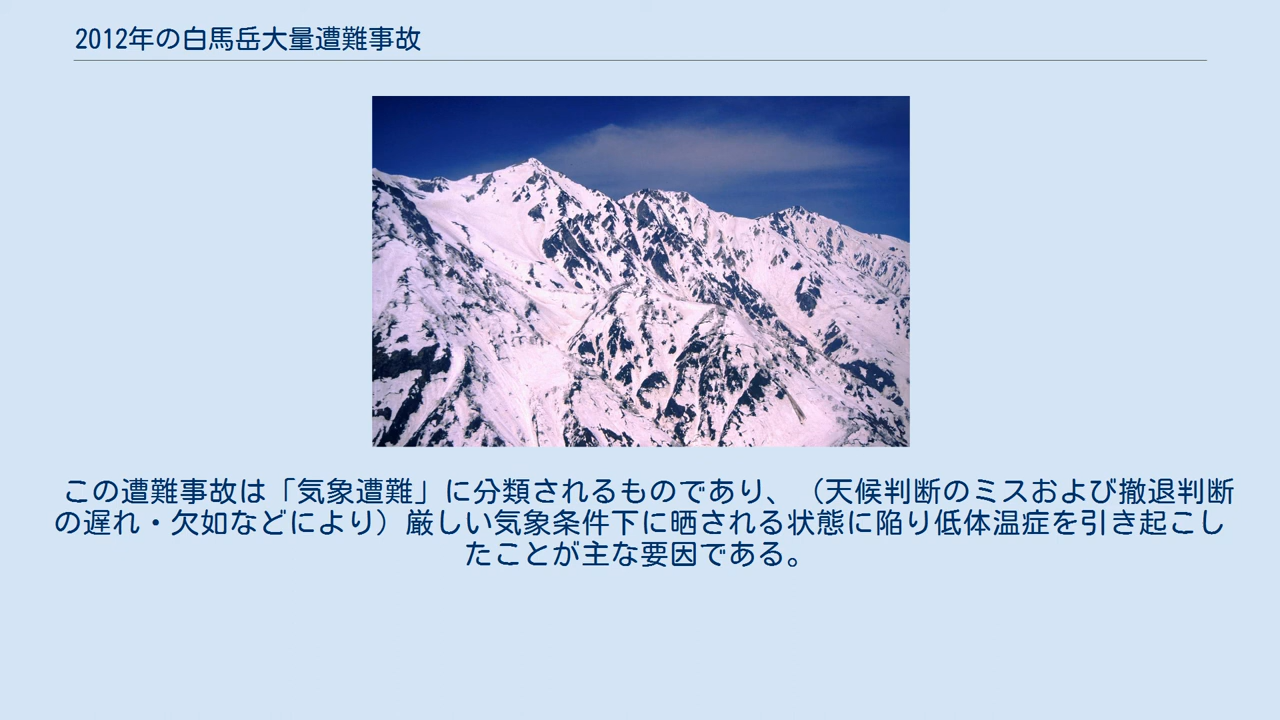 2012年の白馬岳大量遭難事故
この遭難事故は「気象遭難」に分類されるものであり、（天候判断のミスおよび撤退判断
の遅れ・欠如などにより）厳しい気象条件下に晒される状態に陥り低体温症を引き起こし
たことが主な要因である。